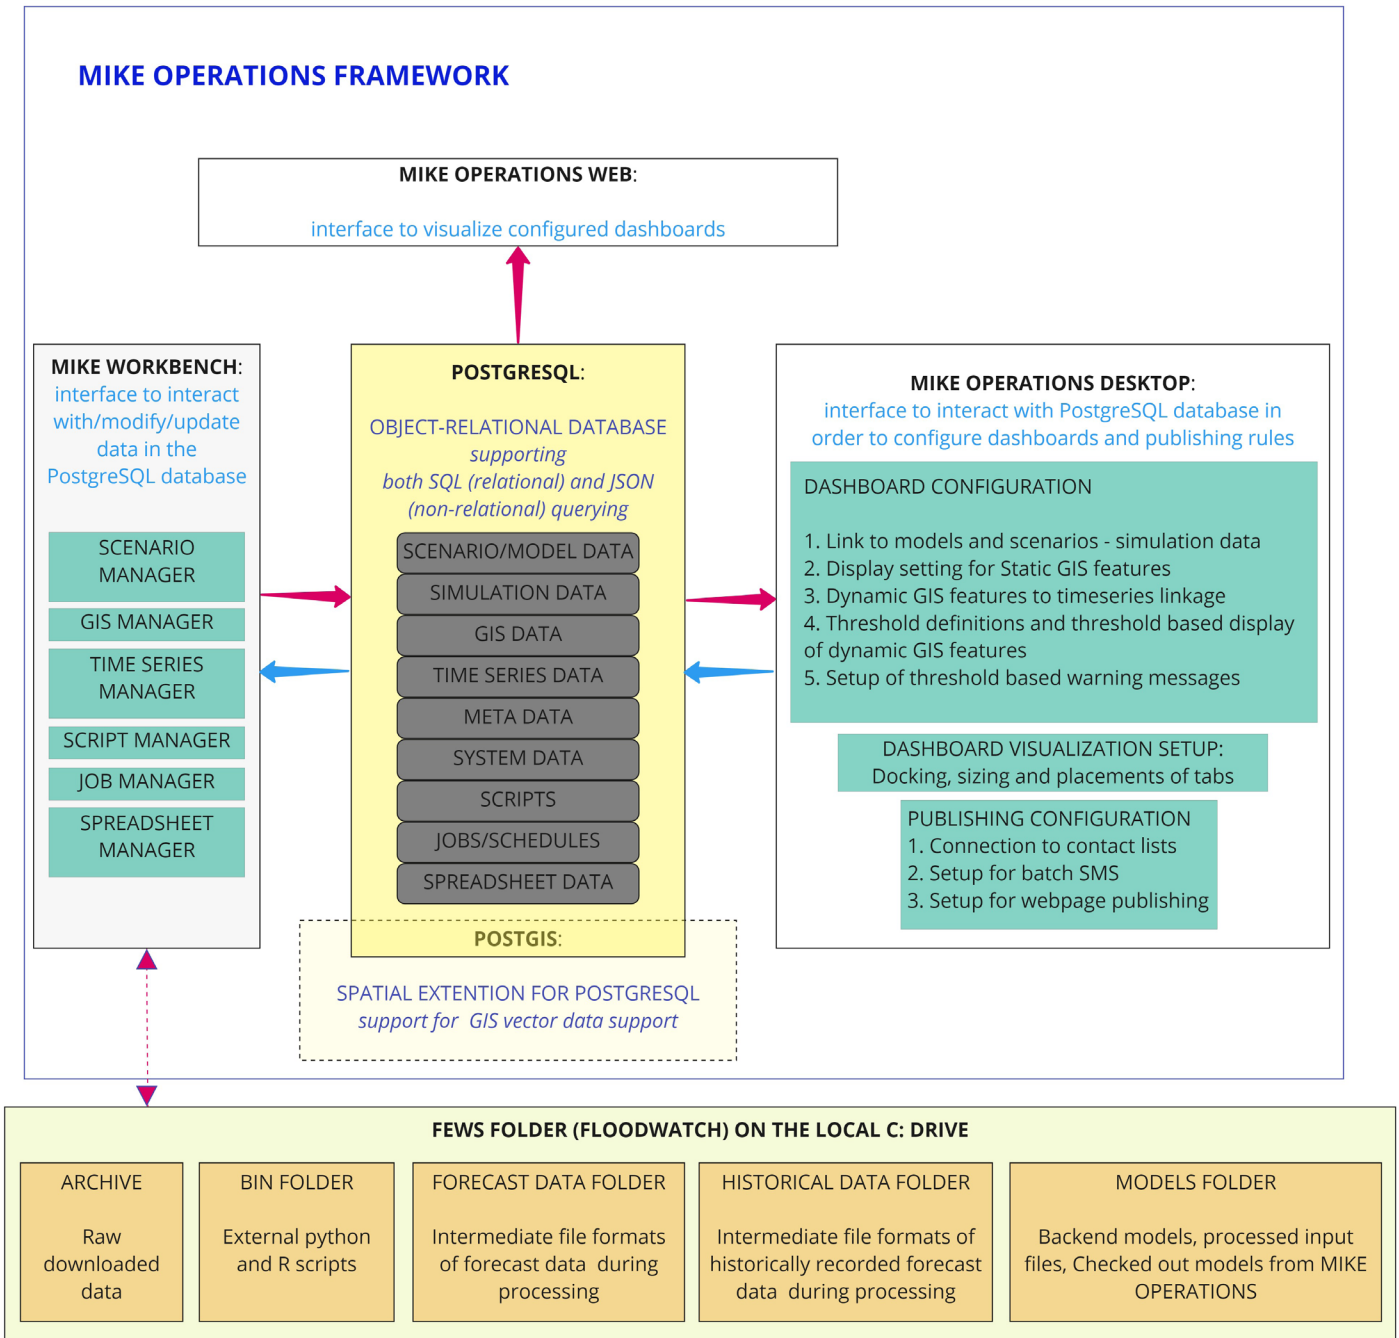 MIKE OPERATIONS FRAMEWORK
MIKE OPERATIONS WEB:
interface to visualize configured dashboards
MIKE WORKBENCH:
interface to interact
with/modify/update
data in the
PostgreSQL database
SCENARIO
MANAGER
GIS MANAGER
TIME SERIES
MANAGER
SCRIPT MANAGER
JOB MANAGER
SPREADSHEET
MANAGER
POSTGRESQL:
OBJECT-RELATIONAL DATABASE
supporting
both SQL (relational) and JSON
(non-relational) querying
SCENARIO/MODEL DATA
SIMULATION DATA
GIS DATA
TIME SERIES DATA
META DATA
SYSTEM DATA
SCRIPTS
JOBS/SCHEDULES
SPREADSHEET DATA
POSTGIS:
SPATIAL EXTENTION FOR POSTGRESQL
support for  GIS vector data support
MIKE OPERATIONS DESKTOP:
interface to interact with PostgreSQL database in
order to configure dashboards and publishing rules
DASHBOARD CONFIGURATION
1. Link to models and scenarios - simulation data
2. Display setting for Static GIS features
3. Dynamic GIS features to timeseries linkage
4. Threshold definitions and threshold based display
of dynamic GIS features
5. Setup of threshold based warning messages
DASHBOARD VISUALIZATION SETUP:
Docking, sizing and placements of tabs
PUBLISHING CONFIGURATION
1. Connection to contact lists
2. Setup for batch SMS
3. Setup for webpage publishing
FEWS FOLDER (FLOODWATCH) ON THE LOCAL C: DRIVE
ARCHIVE
Raw
downloaded
data
BIN FOLDER
External python
and R scripts
FORECAST DATA FOLDER
Intermediate file formats
of forecast data  during
processing
HISTORICAL DATA FOLDER
Intermediate file formats of
historically recorded forecast
data  during processing
MODELS FOLDER
Backend models, processed input
files, Checked out models from MIKE
OPERATIONS